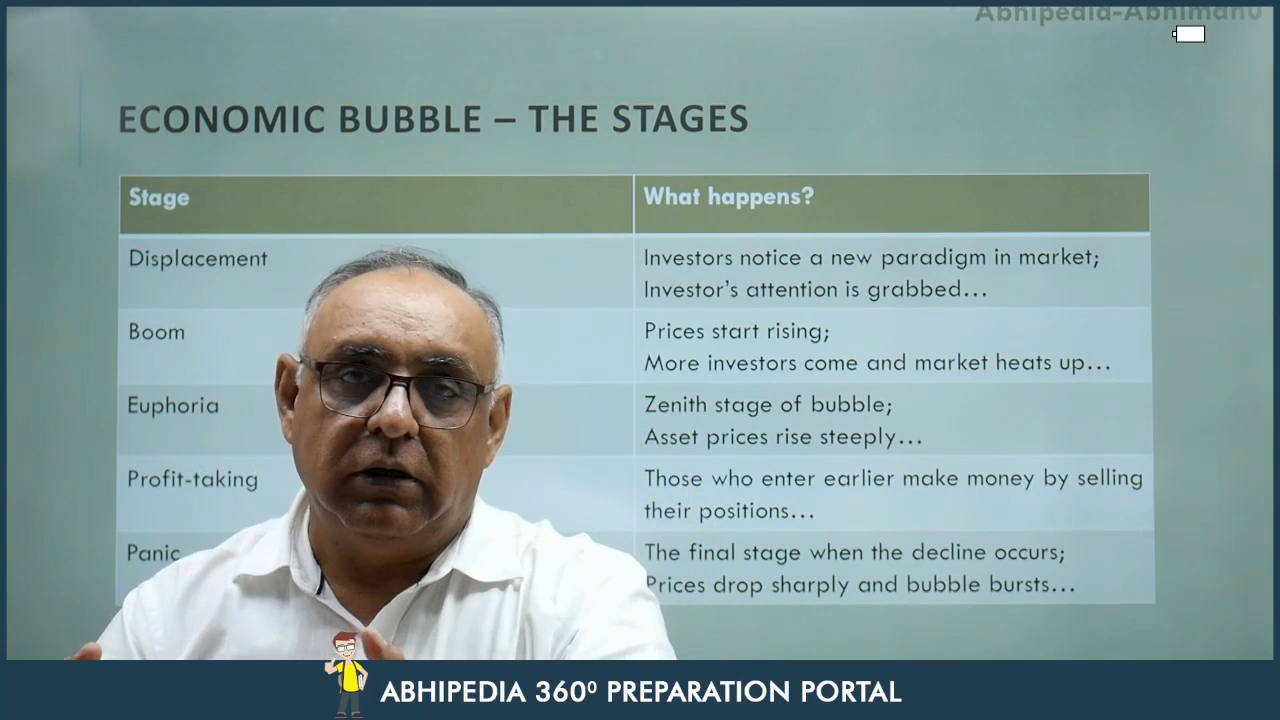 Abhipedia-Abhimanu
ECONOMIC BUBBLE – THE STAGES
Stage
What happens?
Displacement
Investors notice a new paradigm in market;
Investor's attention is grabbed...
Boom
Prices start rising;
More investors come and market heats up...
Euphoria
Zenith stage of bubble;
Asset prices rise steeply...
Profit-taking
Those who enter earlier make money by selling
their positions...
Panic
The final stage when the decline occurs;
Prices drop sharply and bubble bursts...
ABHIPEDIA 360º PREPARATION PORTAL